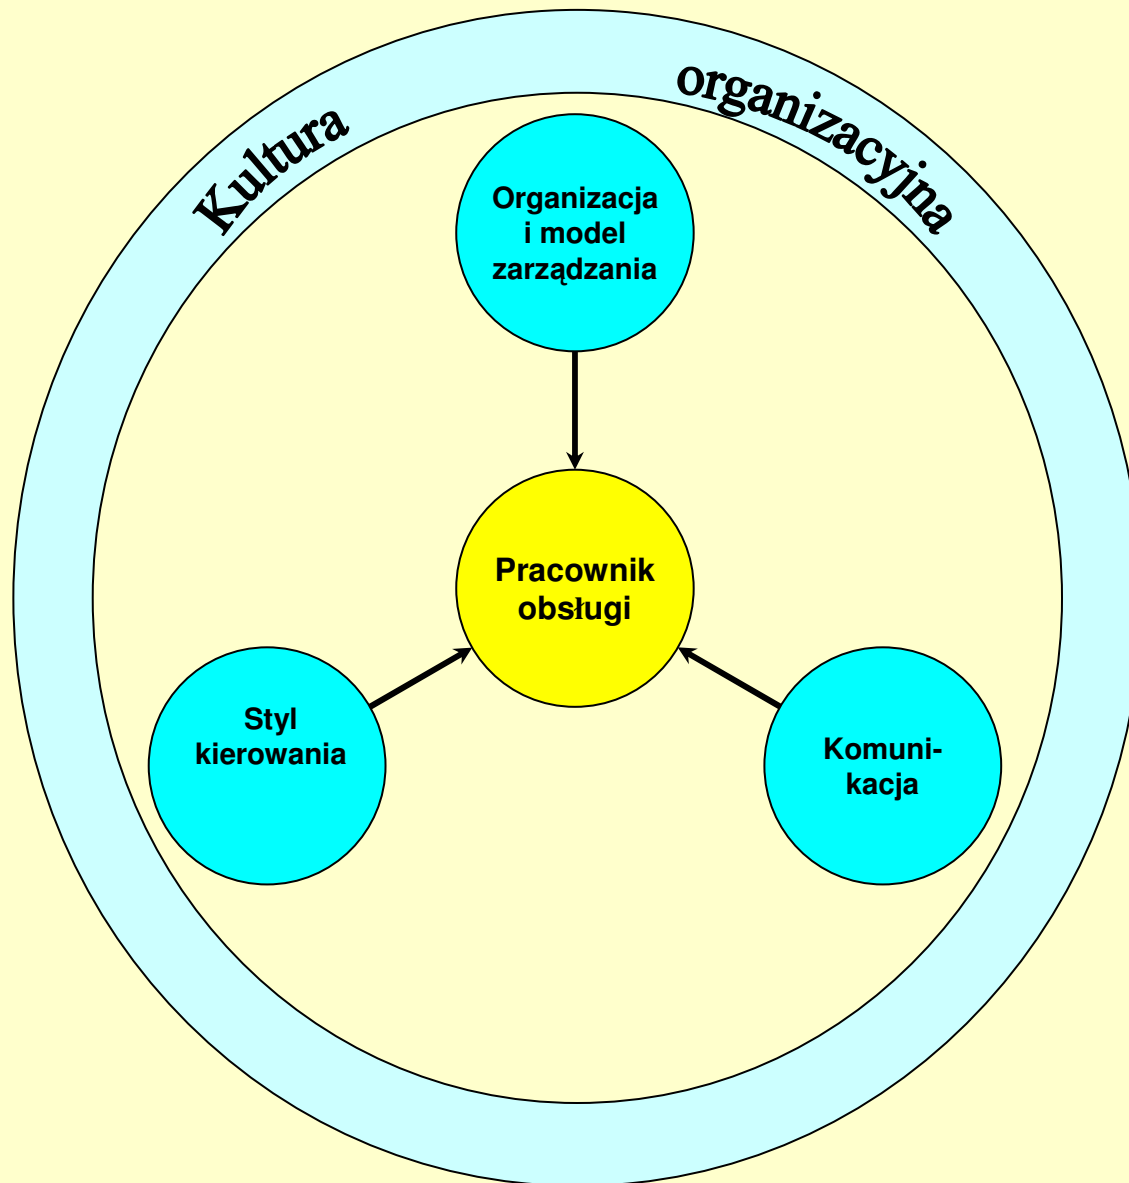 Kultura organizacyjna
Organizacja
i model
zarządzania
Pracownik
obsługi
Styl
kierowania
Komuni-
kacja